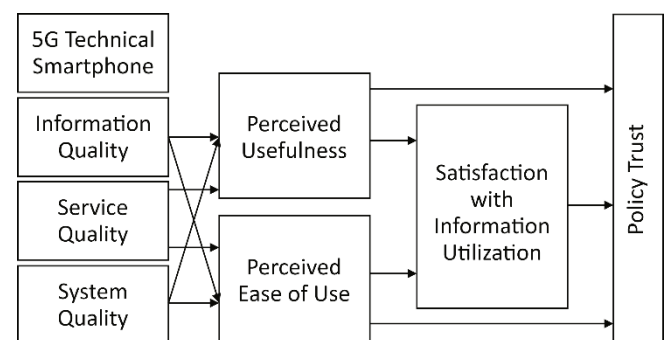 5G Technical
Smartphone
Information
Quality
Service
Quality
System
Quality
Perceived
Usefulness
Perceived
Ease of Use
Satisfaction
with
Information
Utilization
Policy Trust